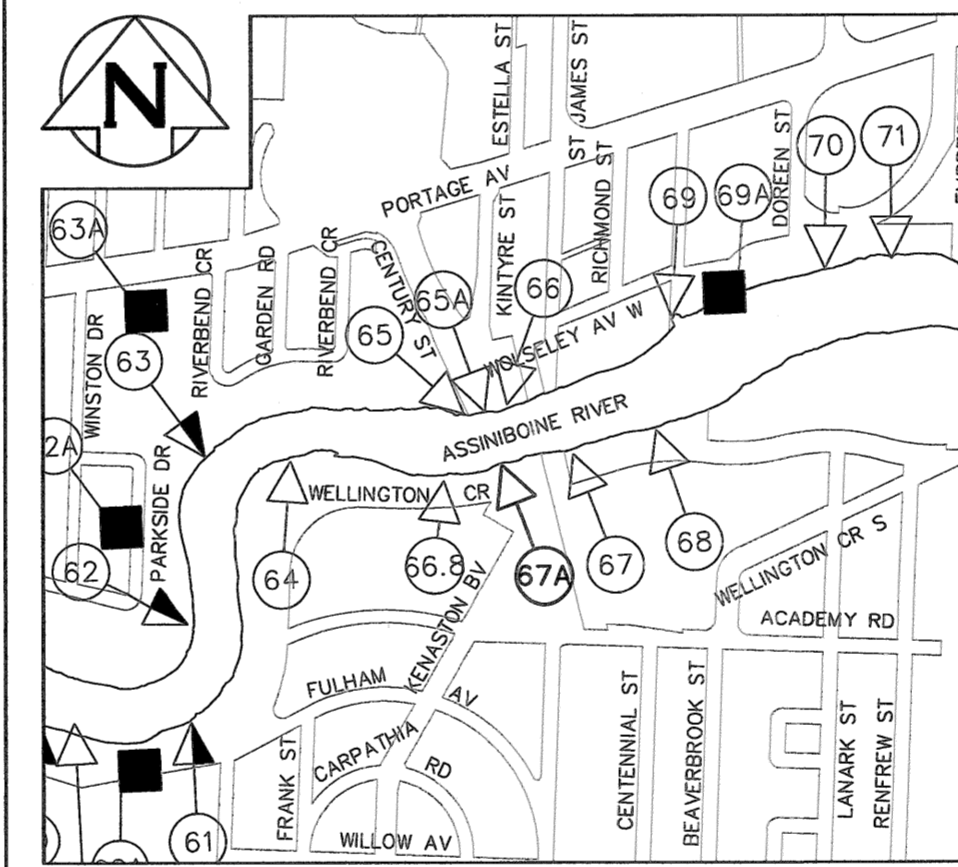 N
ESTELLA ST
ST JAMES ST
PORTAGE AV
DOREEN ST
70
71
RICHMOND ST
69
69A
63A
RIVERBEND CR
GARDEN RD
RIVERBEND CR
CENTURY ST
KINTYRE ST
65A
66
65
WOLSELEY AV W
63
WINSTON DR
ASSINIBOINE RIVER
2A
PARKSIDE DR
WELLINGTON CR
62
64
66.8
67A
67
68
WELLINGTON CR S
ACADEMY RD
KENASTON BV
FULHAM AV
CARPATHIA RD
FRANK ST
WILLOW AV
CENTENNIAL ST
BEAVERBROOK ST
LANARK ST
RENFREW ST
61